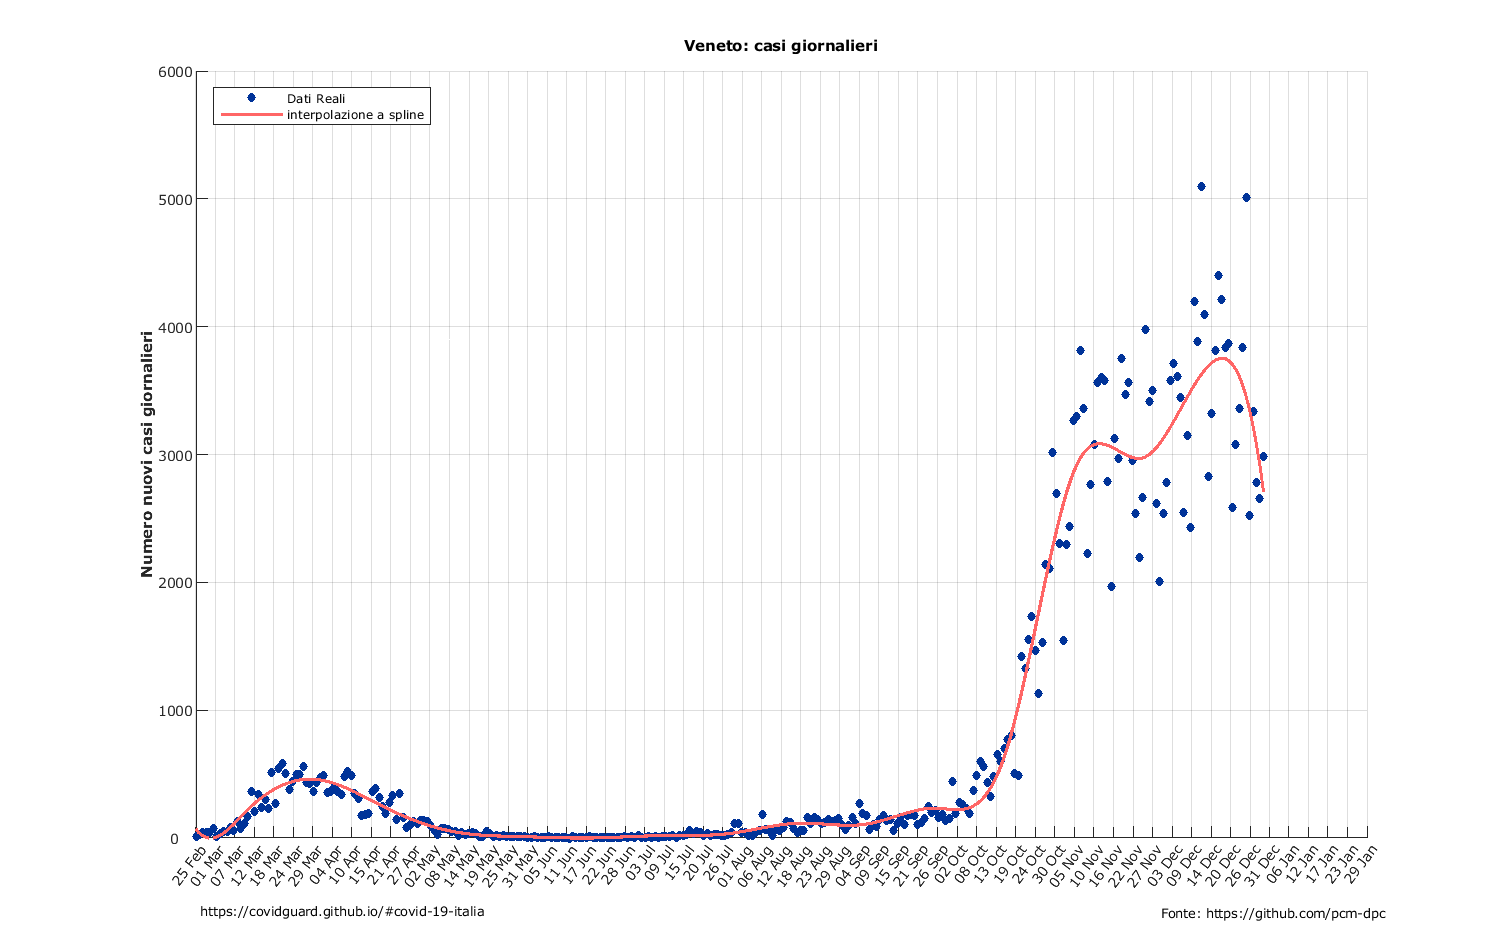 Veneto: casi giornalieri
Dati Reali
interpolazione a spline
Numero nuovi casi giornalieri
6000
5000
4000
3000
2000
1000
0
25 Feb
01 Mar
07 Mar
12 Mar
18 Mar
24 Mar
29 Mar
04 Apr
10 Apr
15 Apr
21 Apr
27 Apr
02 May
08 May
14 May
19 May
25 May
31 May
05 Jun
11 Jun
17 Jun
22 Jun
28 Jun
03 Jul
09 Jul
15 Jul
20 Jul
26 Jul
01 Aug
06 Aug
12 Aug
18 Aug
23 Aug
29 Aug
04 Sep
09 Sep
15 Sep
21 Sep
26 Sep
02 Oct
08 Oct
13 Oct
19 Oct
24 Oct
30 Oct
05 Nov
10 Nov
16 Nov
22 Nov
27 Nov
03 Dec
09 Dec
14 Dec
20 Dec
26 Dec
31 Dec
06 Jan
12 Jan
17 Jan
23 Jan
29 Jan
https://covidguard.github.io/#covid-19-italia
Fonte: https://github.com/pcm-dpc